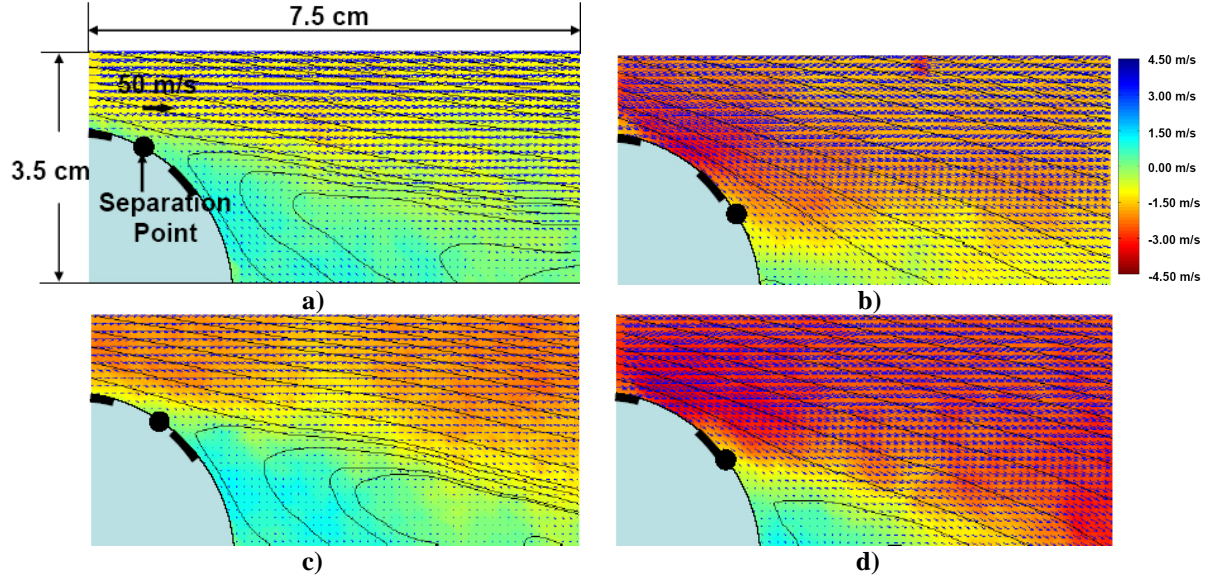 7.5 cm
50 m/s
3.5 cm
Separation
Point
a)
4.50 m/s
3.00 m/s
1.50 m/s
0.00 m/s
-1.50 m/s
-3.00 m/s
-4.50 m/s
b)
c)
d)